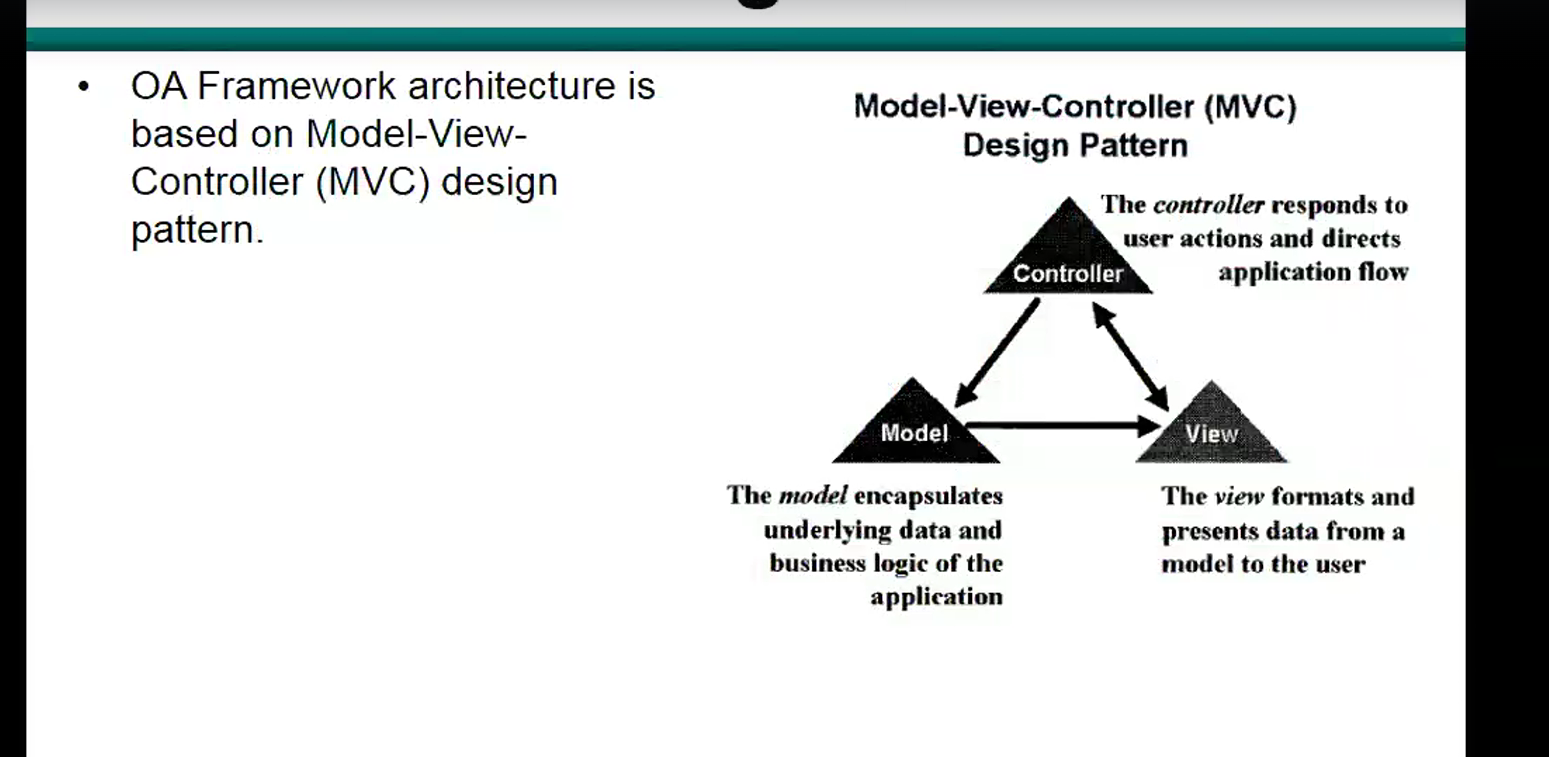 • OA Framework architecture is
based on Model-View-
Controller (MVC) design
pattern.
Model-View-Controller (MVC)
Design Pattern
The controller responds to
user actions and directs
application flow
Controller
Model
View
The model encapsulates
underlying data and
business logic of the
application
The view formats and
presents data from a
model to the user